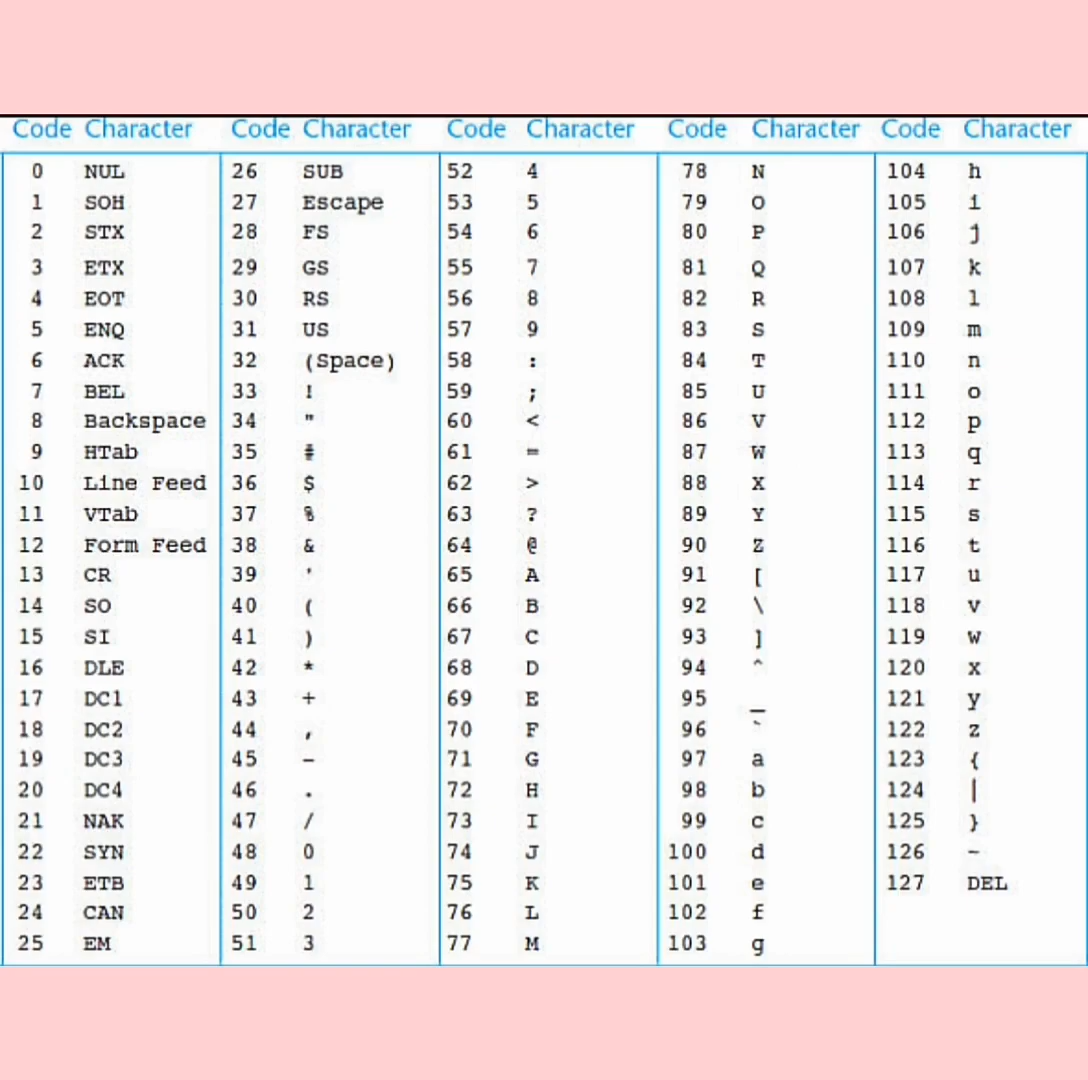 Code Character Code Character Code Character Code Character Code Character
0 NUL 26 SUB 52 4 78 N 104 h
1 SOH 27 Escape 53 5 79 O 105 i
2 STX 28 FS 54 6 80 P 106 j
3 ETX 29 GS 55 7 81 Q 107 k
4 EOT 30 RS 56 8 82 R 108 l
5 ENQ 31 US 57 9 83 S 109 m
6 ACK 32 (Space) 58 : 84 T 110 n
7 BEL 33 ! 59 ; 85 U 111 o
8 Backspace 34 " 60 < 86 V 112 p
9 HTab 35 # 61 = 87 W 113 q
10 Line Feed 36 $ 62 > 88 X 114 r
11 VTab 37 % 63 ? 89 Y 115 s
12 Form Feed 38 & 64 @ 90 Z 116 t
13 CR 39 ' 65 A 91 [ 117 u
14 SO 40 ( 66 B 92 \ 118 v
15 SI 41 ) 67 C 93 ] 119 w
16 DLE 42 * 68 D 94 ^ 120 x
17 DC1 43 + 69 E 95 _ 121 y
18 DC2 44 , 70 F 96 ` 122 z
19 DC3 45 - 71 G 97 a 123 {
20 DC4 46 . 72 H 98 b 124 |
21 NAK 47 / 73 I 99 c 125 }
22 SYN 48 0 74 J 100 d 126 ~
23 ETB 49 1 75 K 101 e 127 DEL
24 CAN 50 2 76 L 102 f
25 EM 51 3 77 M 103 g